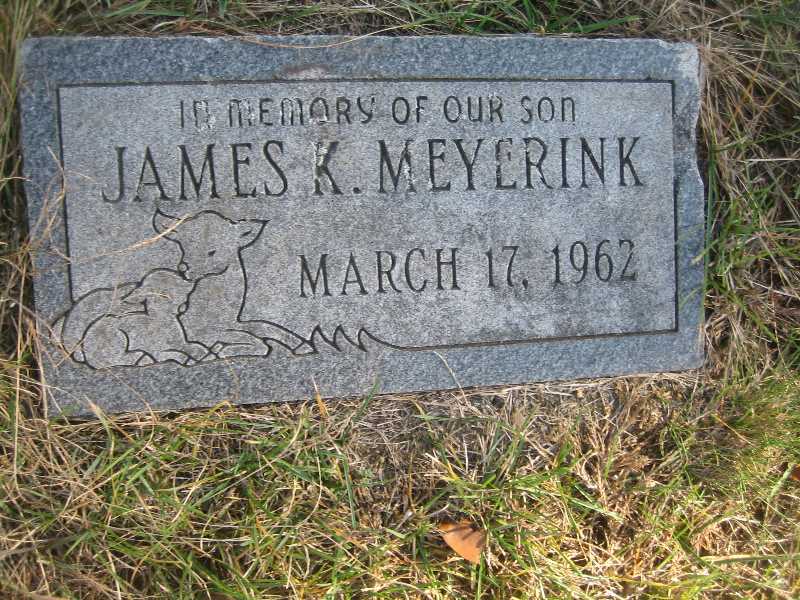 IN MEMORY OF OUR SON
JAMES K. MEYERINK
MARCH 17, 1962